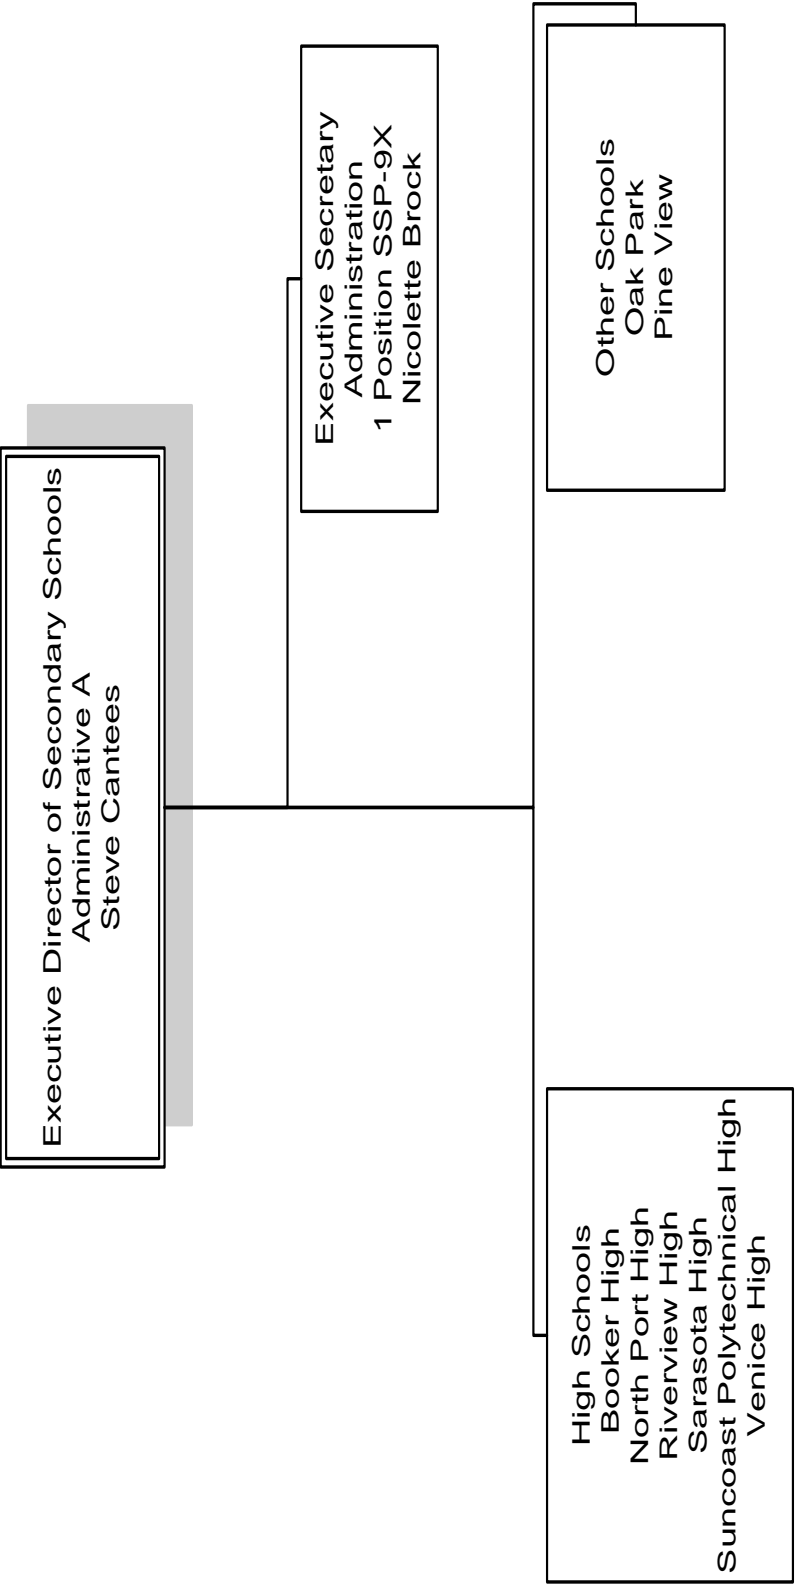 Executive Director of Secondary Schools
Administrative A
Steve Cantees
Executive Secretary
Administration
1 Position SSP-9X
Nicolette Brock
High Schools
Booker High
North Port High
Riverview High
Sarasota High
Suncoast Polytechnical High
Venice High
Other Schools
Oak Park
Pine View